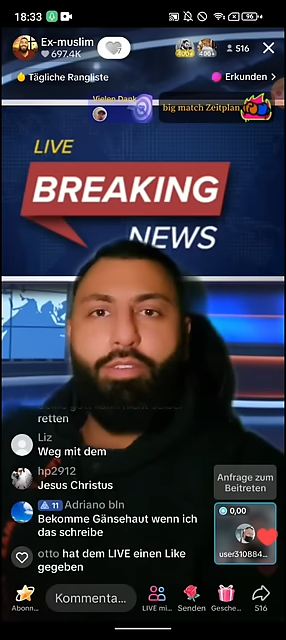 18:33
96
Ex-muslim
697.4K
400+
516
Tägliche Rangliste
Erkunden
Vielen Dank
big match Zeitplan
LIVE
BREAKING
NEWS
retten
Liz
Weg mit dem
hp2912
Jesus Christus
11 Adriano bln
Bekomme Gänsehaut wenn ich
das schreibe
otto hat dem LIVE einen Like
gegeben
Anfrage zum
Beitreten
0,00
user310884...
Kommenta...
Abonn...
LIVE mi...
Senden
Gesche...
516